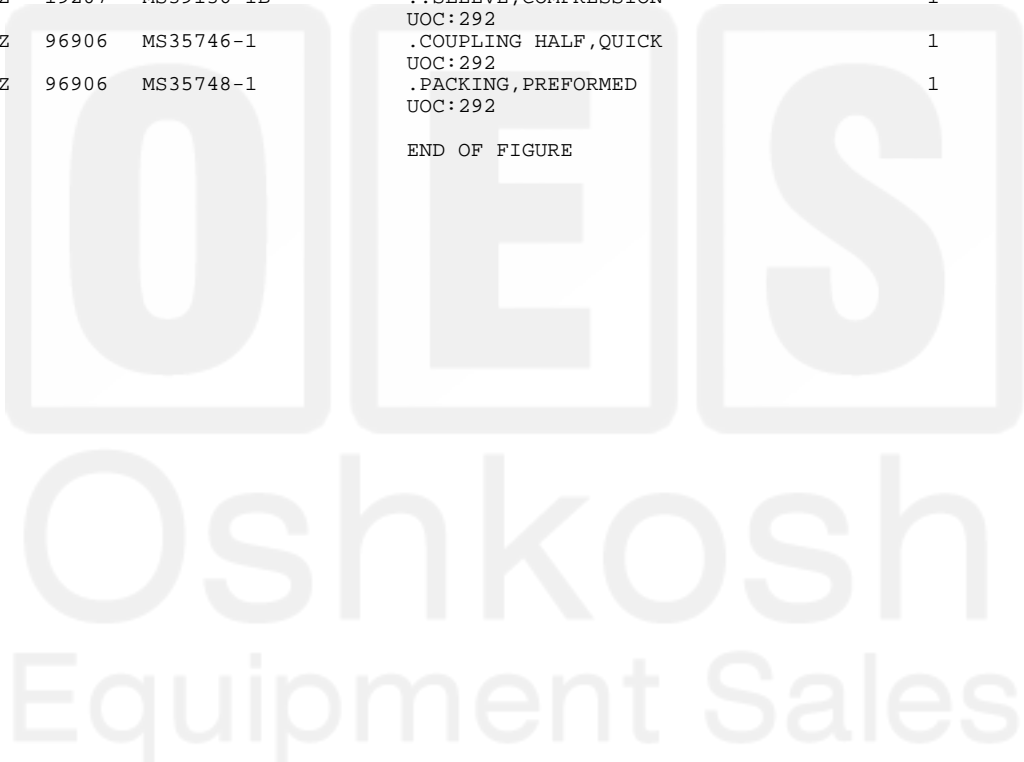 UOC:292
Z 96906 MS35746-1 .COUPLING HALF,QUICK 1
UOC:292
Z 96906 MS35748-1 .PACKING,PREFORMED 1
UOC:292
END OF FIGURE
OES
Oshkosh
Equipment Sales